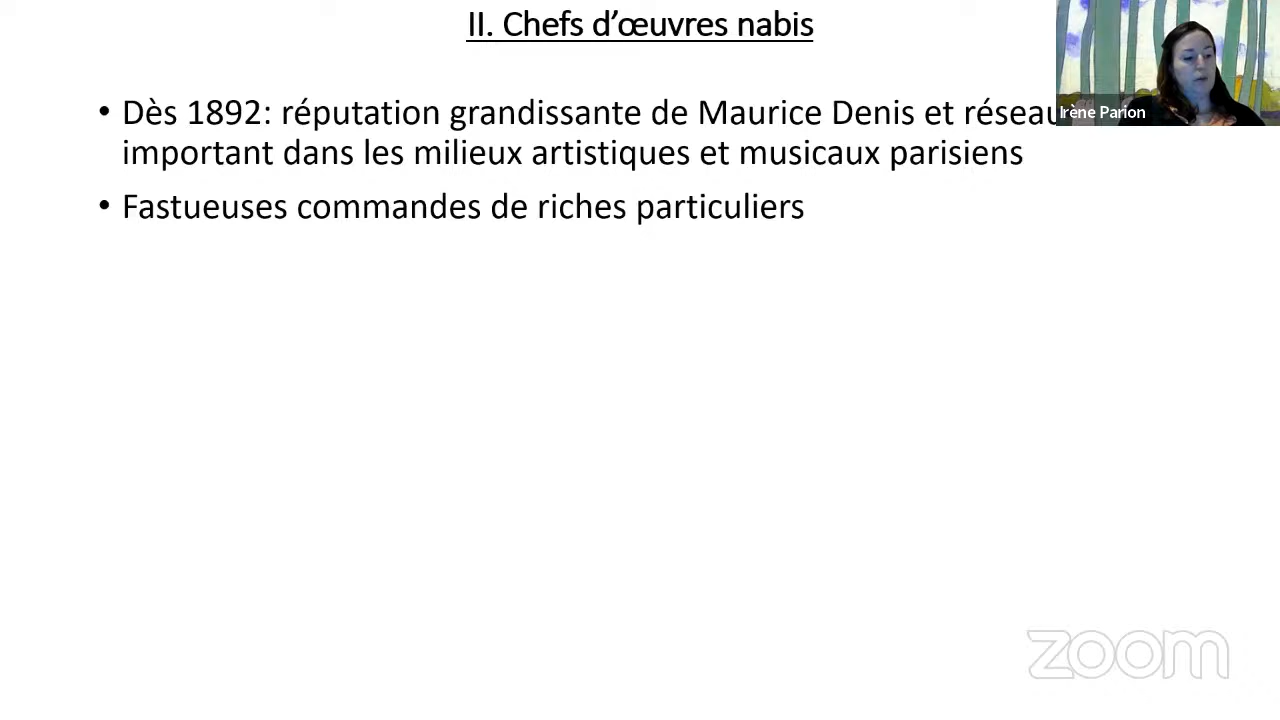 II. Chefs d’œuvres nabis
• Dès 1892: réputation grandissante de Maurice Denis et réseau
important dans les milieux artistiques et musicaux parisiens
• Fastueuses commandes de riches particuliers
Irène Parion
zoom